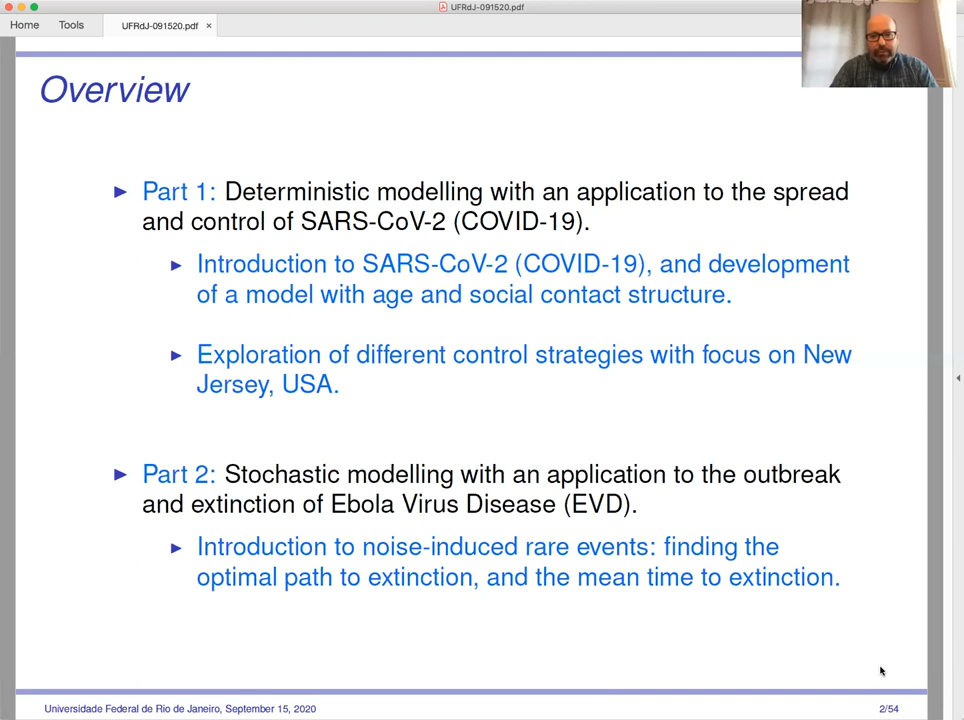 UFRdJ-091520.pdf
Home Tools UFRdJ-091520.pdf ×
Overview
Part 1: Deterministic modelling with an application to the spread
and control of SARS-CoV-2 (COVID-19).
Introduction to SARS-CoV-2 (COVID-19), and development
of a model with age and social contact structure.
Exploration of different control strategies with focus on New
Jersey, USA.
Part 2: Stochastic modelling with an application to the outbreak
and extinction of Ebola Virus Disease (EVD).
Introduction to noise-induced rare events: finding the
optimal path to extinction, and the mean time to extinction.
Universidade Federal de Rio de Janeiro, September 15, 2020 2/54